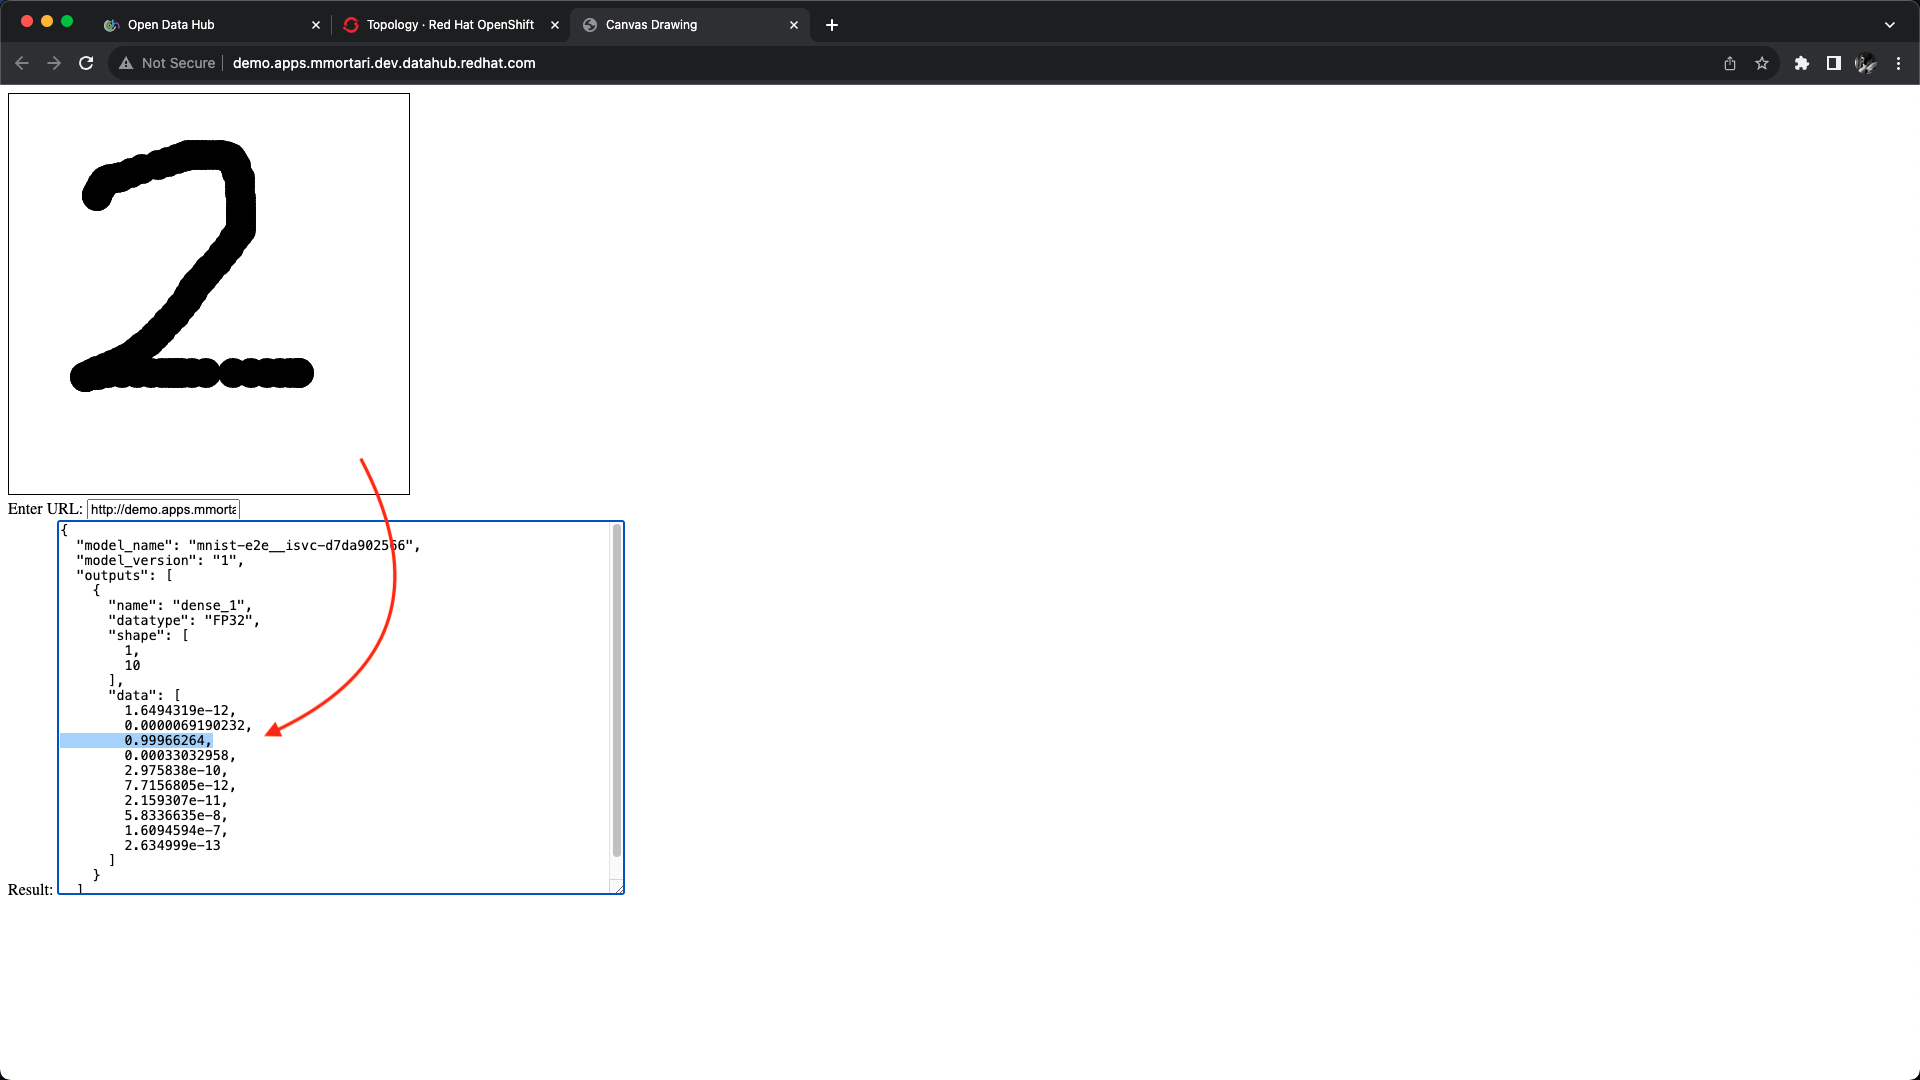 Open Data Hub
Topology · Red Hat OpenShift
Canvas Drawing
Not Secure
demo.apps.mmortari.dev.datahub.redhat.com
2
Enter URL: http://demo.apps.mmorta
{
"model_name": "mnist-e2e__isvc-d7da902566",
"model_version": "1",
"outputs": [
{
"name": "dense_1",
"datatype": "FP32",
"shape": [
1,
10
],
"data": [
1.6494319e-12,
0.0000069190232,
0.99966264,
0.00033032958,
2.975838e-10,
7.7156805e-12,
2.159307e-11,
5.8336635e-8,
1.6094594e-7,
2.634999e-13
]
}
]
Result: